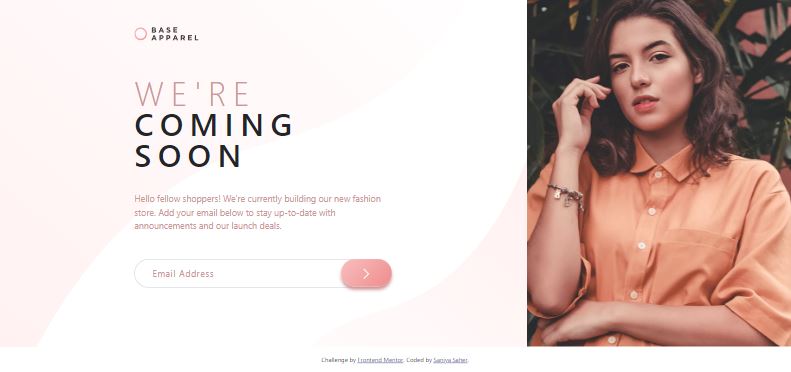 BASE
APPAREL
WE'RE
COMING
SOON
Hello fellow shoppers! We're currently building our new fashion
store. Add your email below to stay up-to-date with
announcements and our launch deals.
Email Address
Challenge by Frontend Mentor. Coded by Saniya Saher.